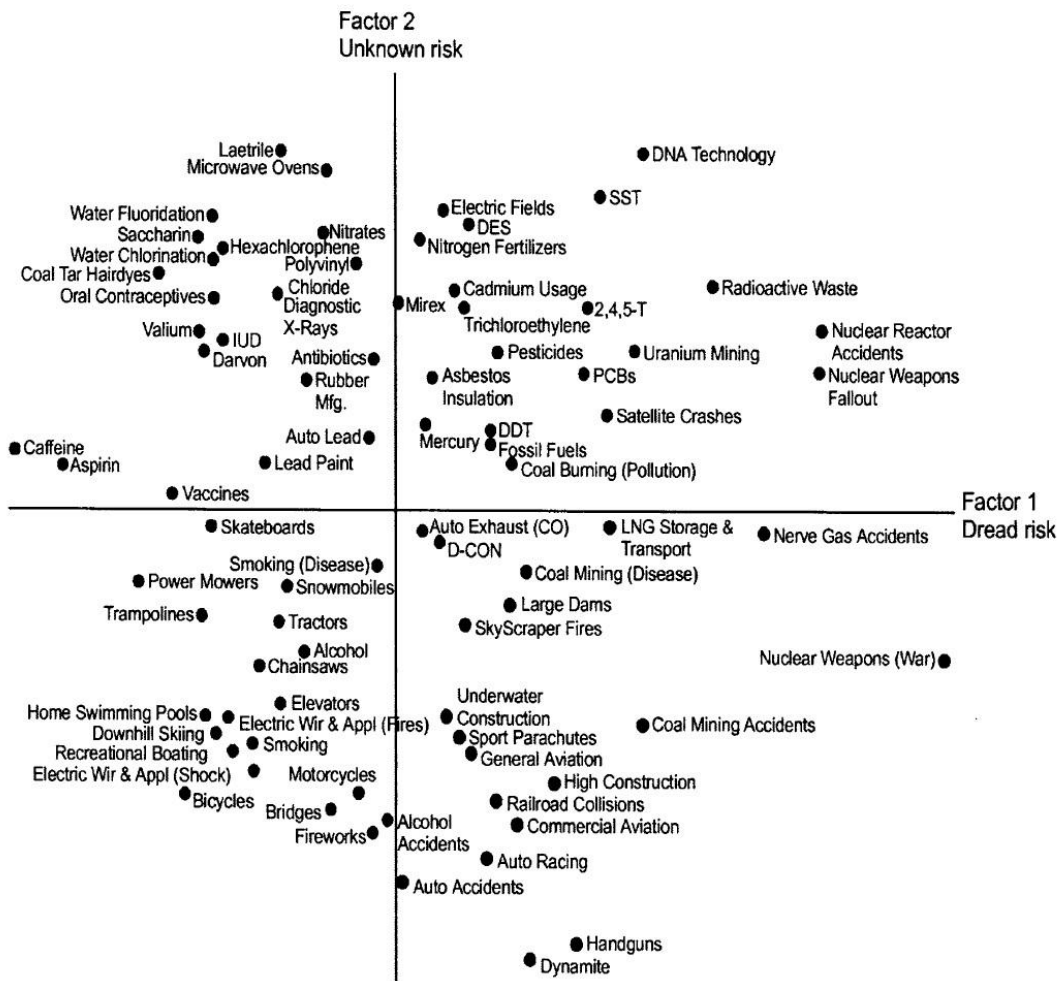 Factor 2
Unknown risk
Laetrile
Microwave Ovens
DNA Technology
SST
Water Fluoridation
Electric Fields
Saccharin
Nitrates
DES
Hexachlorophene
Nitrogen Fertilizers
Water Chlorination
Polyvinyl
Coal Tar Hairdyes
Oral Contraceptives
Chloride
Diagnostic
X-Rays
Mirex
Cadmium Usage
Radioactive Waste
Trichloroethylene
2,4,5-T
Valium
IUD
Darvon
Nuclear Reactor
Accidents
Antibiotics
Pesticides
Uranium Mining
Rubber
Mfg.
Asbestos
Insulation
PCBs
Nuclear Weapons
Fallout
Satellite Crashes
Auto Lead
Mercury
DDT
Fossil Fuels
Caffeine
Aspirin
Lead Paint
Coal Burning (Pollution)
Vaccines
Factor 1
Dread risk
Skateboards
Auto Exhaust (CO)
D-CON
LNG Storage &
Transport
Nerve Gas Accidents
Smoking (Disease)
Coal Mining (Disease)
Power Mowers
Snowmobiles
Trampolines
Tractors
Large Dams
SkyScraper Fires
Alcohol
Chainsaws
Nuclear Weapons (War)
Elevators
Underwater
Construction
Home Swimming Pools
Electric Wir & Appl (Fires)
Coal Mining Accidents
Downhill Skiing
Smoking
Sport Parachutes
Recreational Boating
General Aviation
Electric Wir & Appl (Shock)
Motorcycles
High Construction
Bicycles
Bridges
Railroad Collisions
Fireworks
Alcohol
Accidents
Commercial Aviation
Auto Racing
Auto Accidents
Handguns
Dynamite